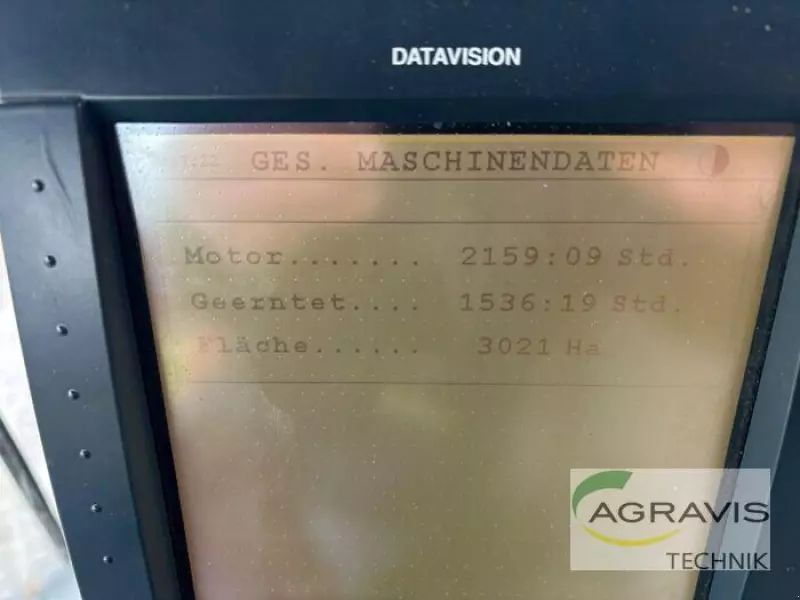 DATAVISION
GES. MASCHINENDATEN
Motor....... 2159:09 Std.
Geerntet.... 1536:19 Std.
Fläche...... 3021 Ha
AGRAVIS
TECHNIK